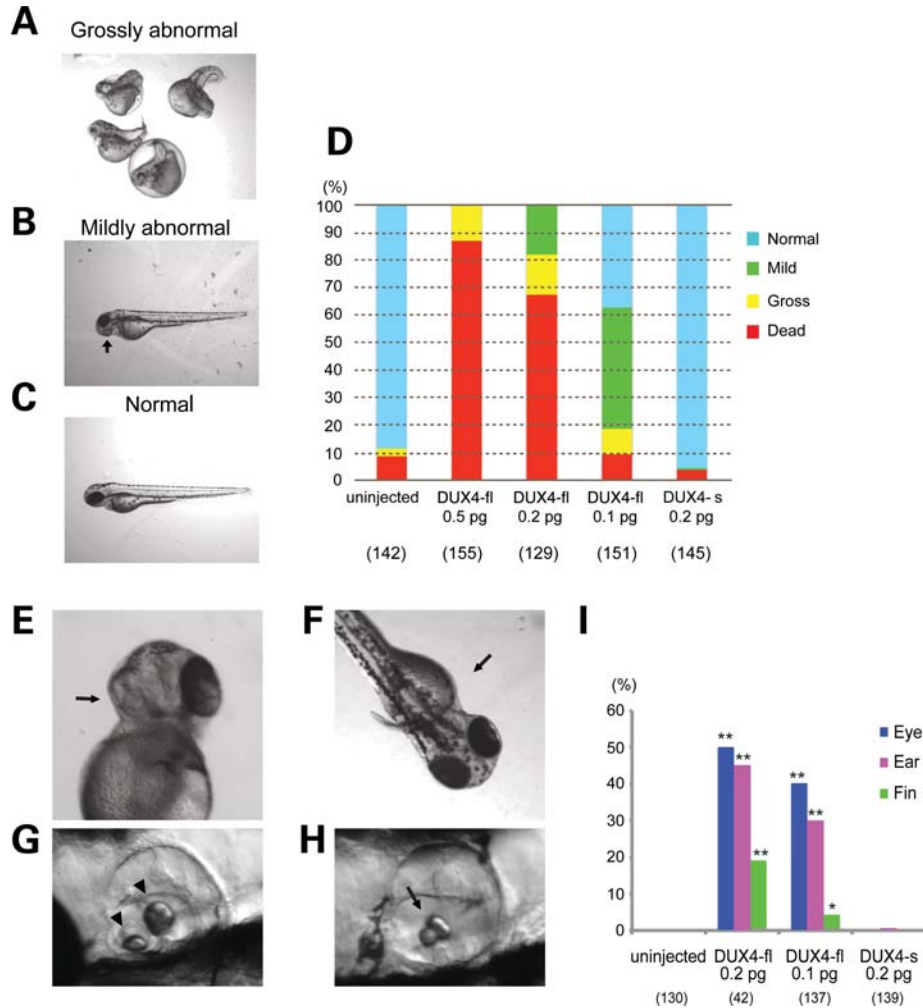 A
Grossly abnormal
B
Mildly abnormal
C
Normal
D
(%)
100
90
80
70
60
50
40
30
20
10
0
uninjected
DUX4-fl
0.5 pg
DUX4-fl
0.2 pg
DUX4-fl
0.1 pg
DUX4-s
0.2 pg
(142)
(155)
(129)
(151)
(145)
Normal
Mild
Gross
Dead
E
F
G
H
I
(%)
60
50
40
30
20
10
0
**
**
**
**
**
*
Eye
Ear
Fin
uninjected
DUX4-fl
0.2 pg
DUX4-fl
0.1 pg
DUX4-s
0.2 pg
(130)
(42)
(137)
(139)